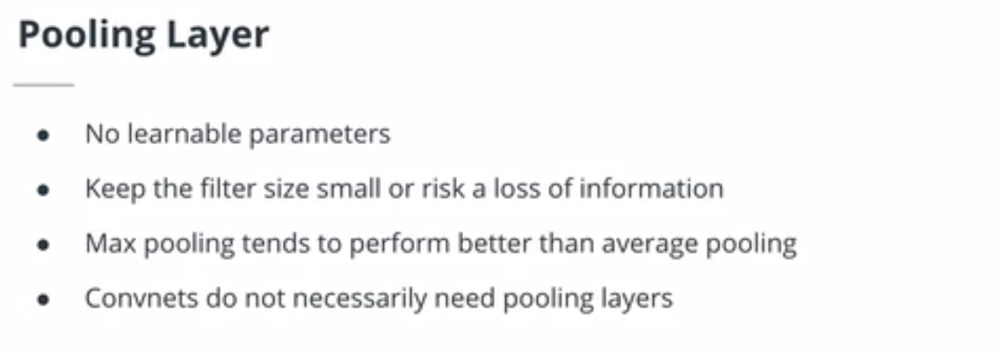 Pooling Layer
● No learnable parameters
● Keep the filter size small or risk a loss of information
● Max pooling tends to perform better than average pooling
● Convnets do not necessarily need pooling layers